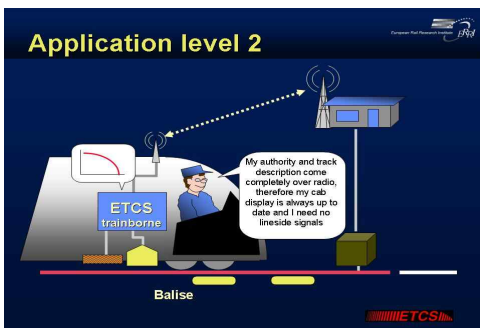 Application level 2
European Rail Research Institute
ERRI
My authority and track
description come
completely over radio,
therefore my cab
display is always up to
date and I need no
lineside signals
ETCS
trainborne
Balise
ETCS